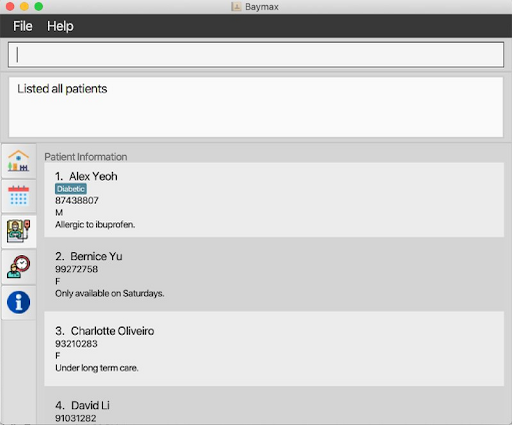 Baymax
File Help
Listed all patients
Patient Information
1. Alex Yeoh
Diabetic
87438807
M
Allergic to ibuprofen.
2. Bernice Yu
99272758
F
Only available on Saturdays.
3. Charlotte Oliveiro
93210283
F
Under long term care.
4. David Li
91031282